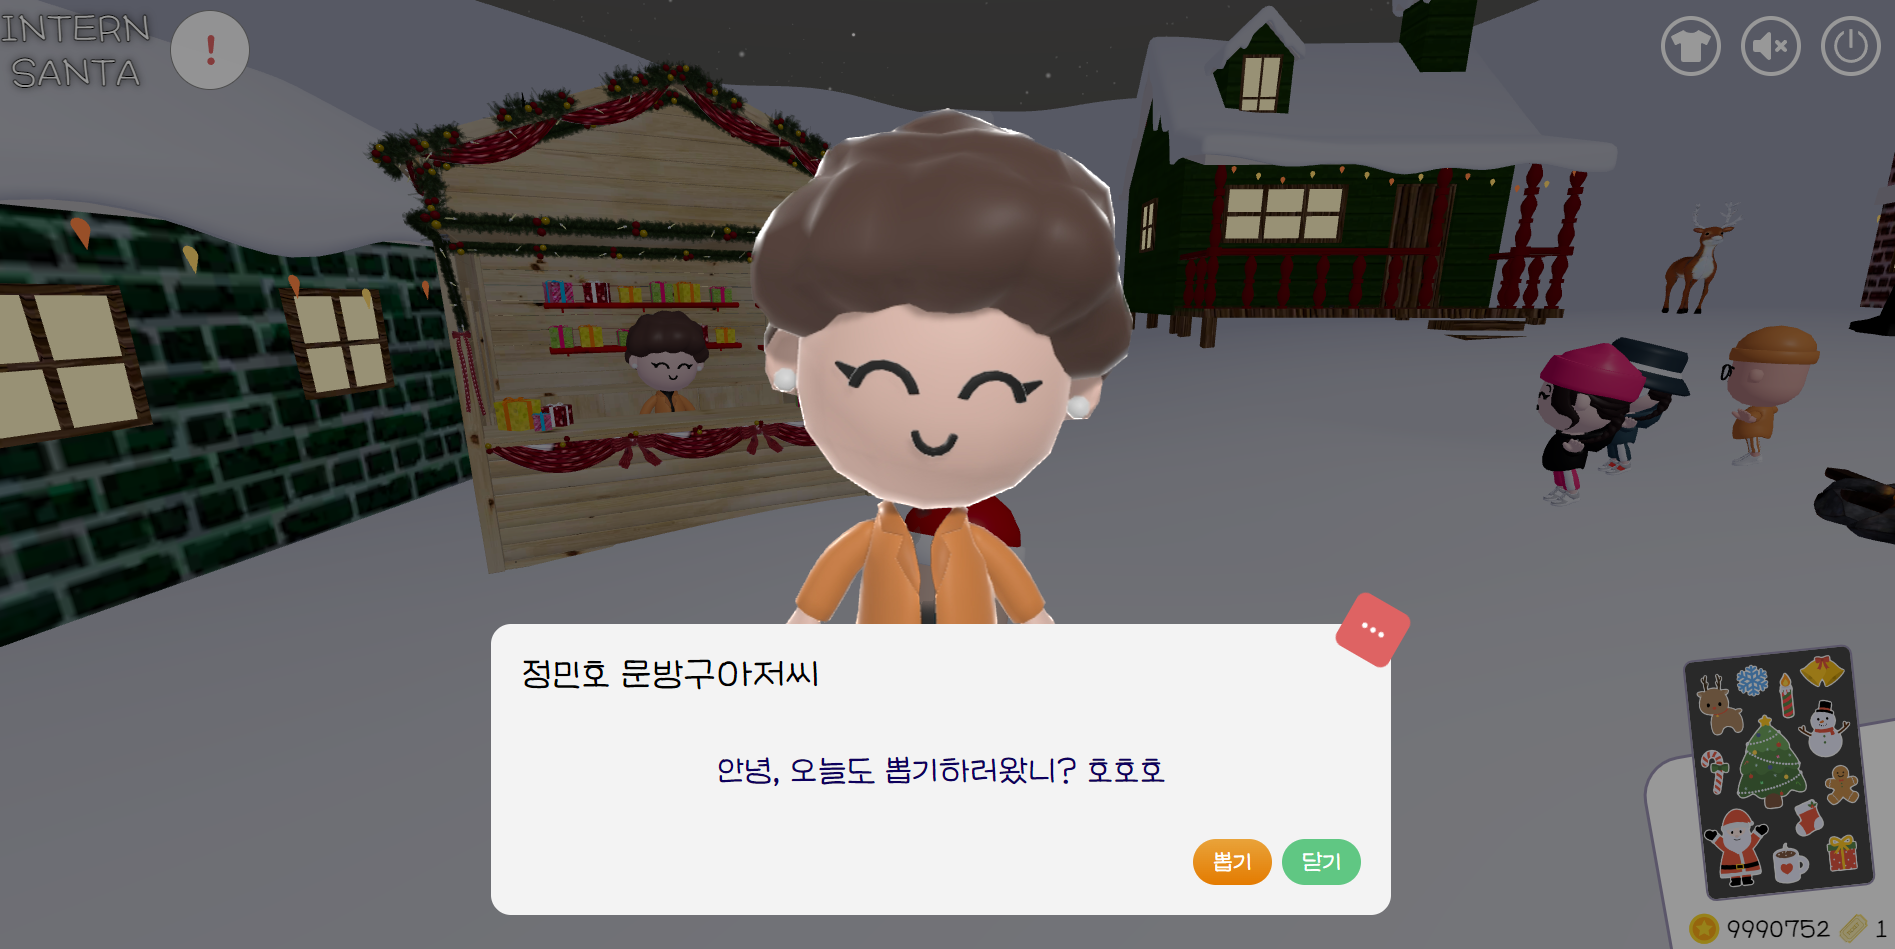 INTERN
SANTA
!
정민호 문방구아저씨
안녕, 오늘도 뽑기하러왔니? 호호호
뽑기
닫기
9990752
1